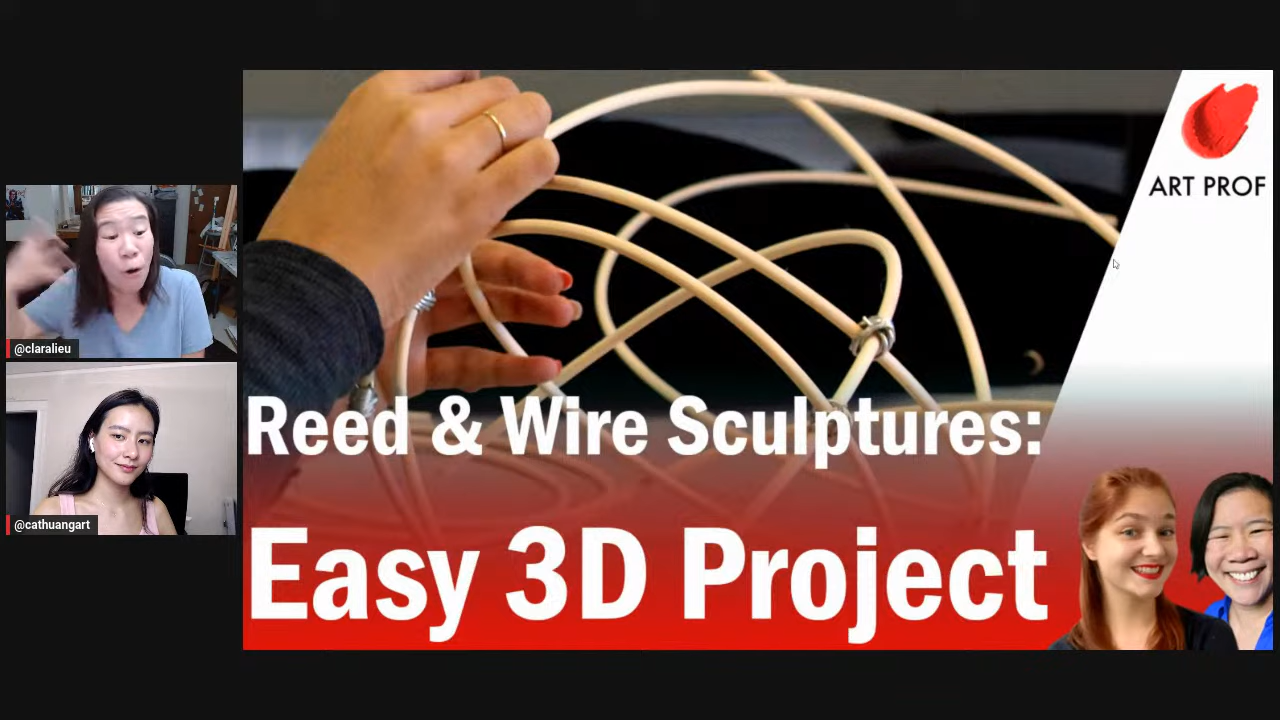 ART PROF
@claralieu
@cathuangart
Reed & Wire Sculptures:
Easy 3D Project